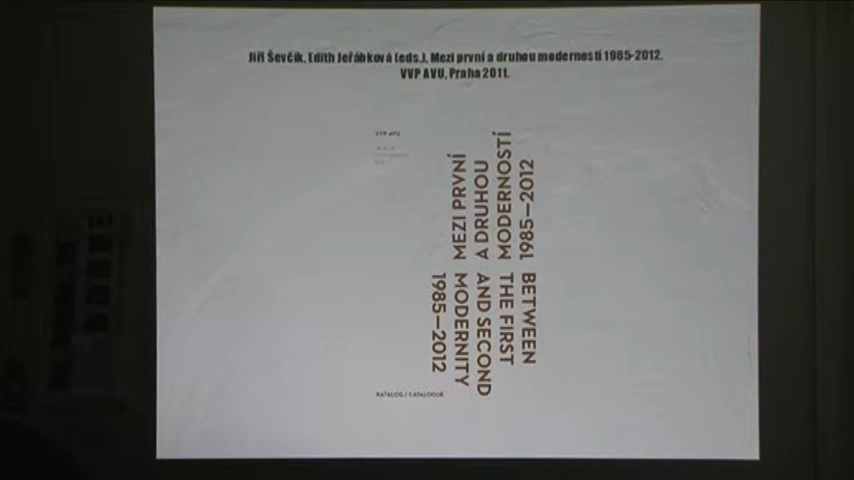 Jiří Ševčík, Edith Jeřábková (eds.), Mezi první a druhou moderností 1985-2012.
VVP AVU, Praha 2011.
VVP AVU
MEZI PRVNÍ
A DRUHOU
MODERNOSTÍ
1985—2012
BETWEEN
THE FIRST
AND SECOND
MODERNITY
1985—2012
KATALOG / CATALOGUE